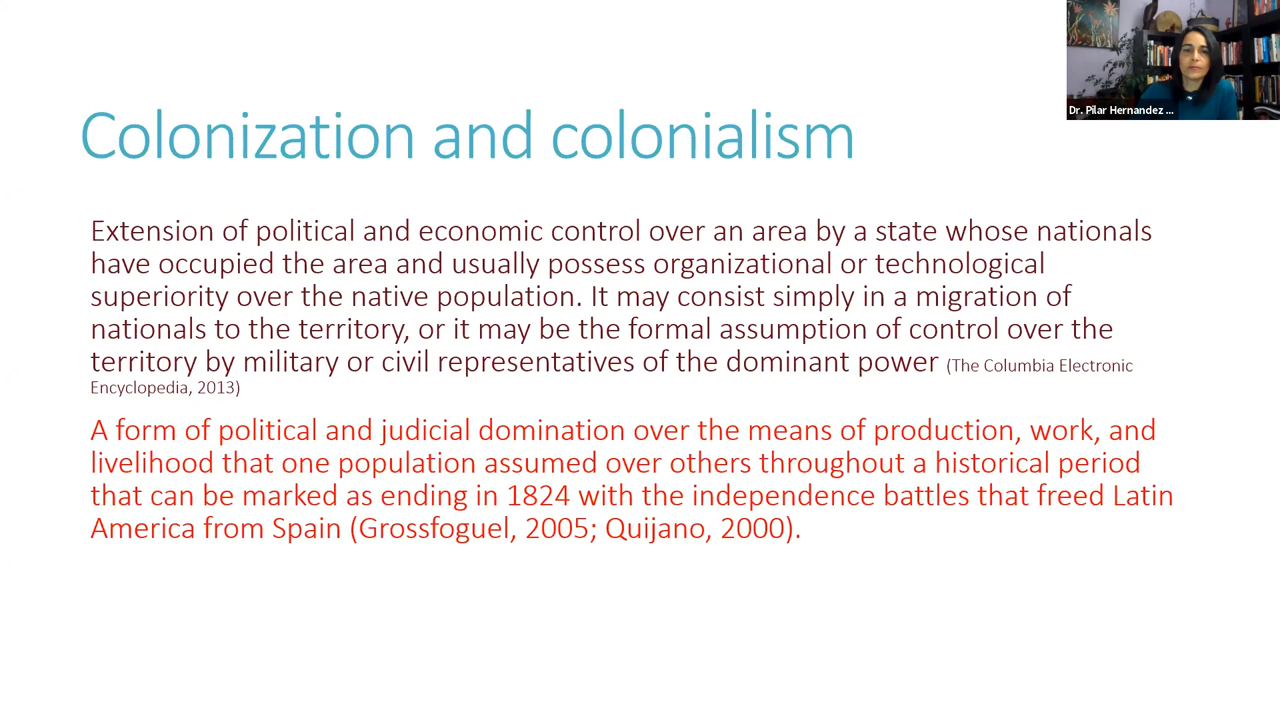 Dr. Pilar Hernandez ...
Colonization and colonialism
Extension of political and economic control over an area by a state whose nationals
have occupied the area and usually possess organizational or technological
superiority over the native population. It may consist simply in a migration of
nationals to the territory, or it may be the formal assumption of control over the
territory by military or civil representatives of the dominant power (The Columbia Electronic
Encyclopedia, 2013)
A form of political and judicial domination over the means of production, work, and
livelihood that one population assumed over others throughout a historical period
that can be marked as ending in 1824 with the independence battles that freed Latin
America from Spain (Grossfoguel, 2005; Quijano, 2000).